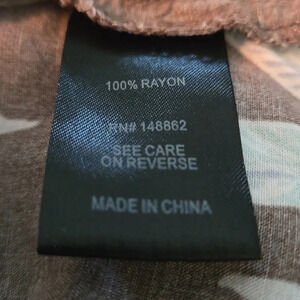 100% RAYON
RN# 148862
SEE CARE
ON REVERSE
MADE IN CHINA